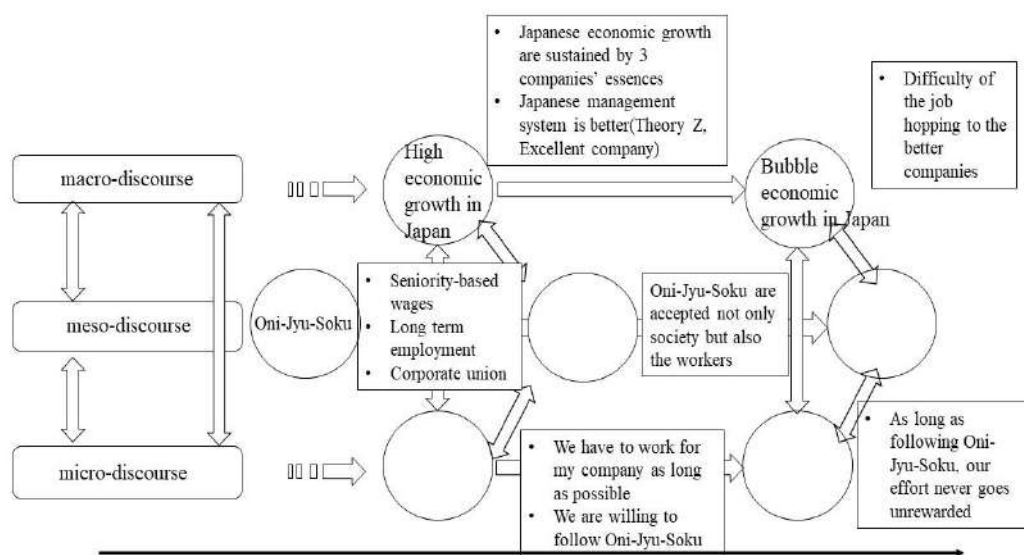 • Japanese economic growth
are sustained by 3
companies' essences
• Japanese management
system is better(Theory Z,
Excellent company)
• Difficulty of
the job
hopping to the
better
companies
macro-discourse
High
economic
growth in
Japan
Bubble
economic
growth in Japan
meso-discourse
Oni-Jyu-Soku
• Seniority-based
wages
• Long term
employment
• Corporate union
Oni-Jyu-Soku are
accepted not only
society but also
the workers
micro-discourse
• We have to work for
my company as long
as possible
• We are willing to
follow Oni-Jyu-Soku
• As long as
following Oni-
Jyu-Soku, our
effort never goes
unrewarded